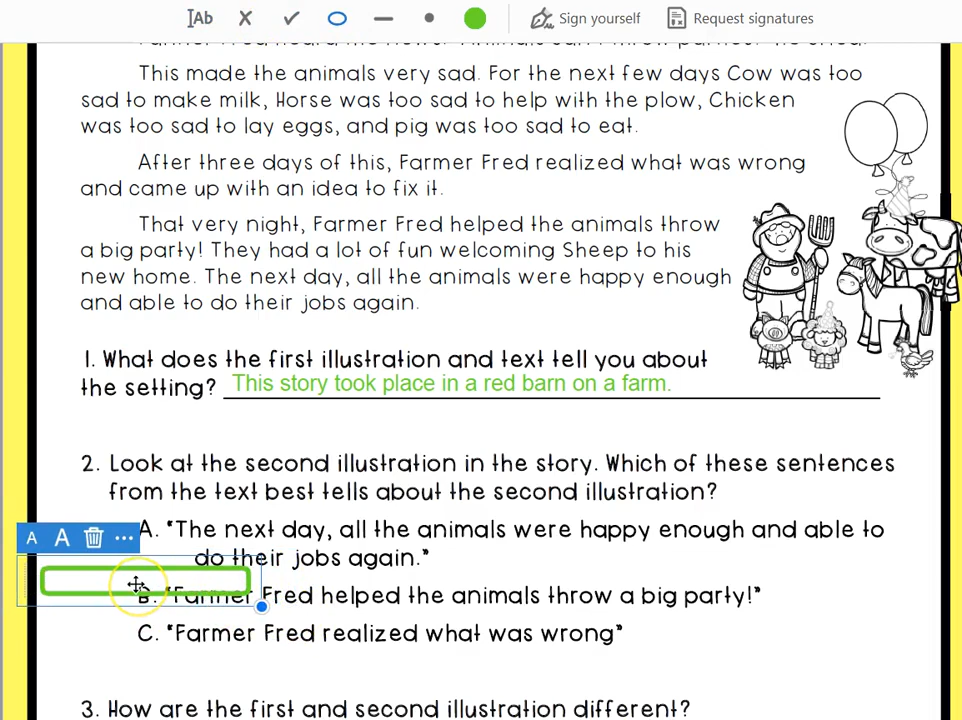 Ab Sign yourself Request signatures
This made the animals very sad. For the next few days Cow was too
sad to make milk, Horse was too sad to help with the plow, Chicken
was too sad to lay eggs, and pig was too sad to eat.
After three days of this, Farmer Fred realized what was wrong
and came up with an idea to fix it.
That very night, Farmer Fred helped the animals throw
a big party! They had a lot of fun welcoming Sheep to his
new home. The next day, all the animals were happy enough
and able to do their jobs again.
1. What does the first illustration and text tell you about
the setting? This story took place in a red barn on a farm.
2. Look at the second illustration in the story. Which of these sentences
from the text best tells about the second illustration?
A A A. "The next day, all the animals were happy enough and able to
do their jobs again."
B. "Farmer Fred helped the animals throw a big party!"
C. "Farmer Fred realized what was wrong"
3. How are the first and second illustration different?